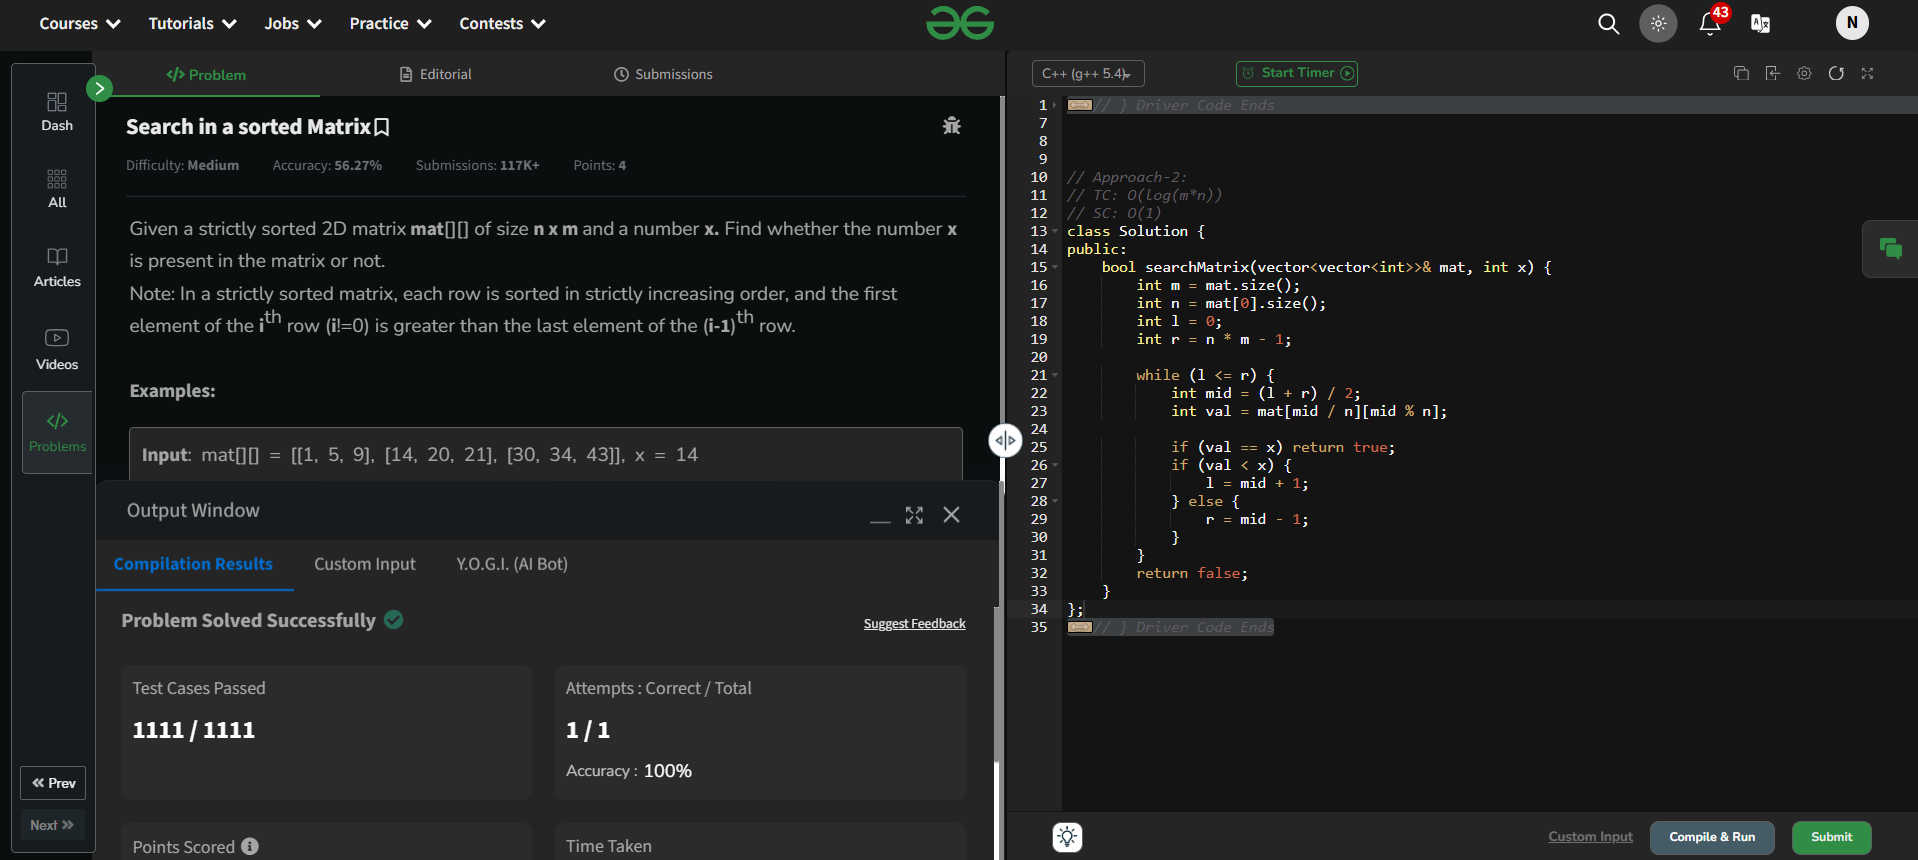 Courses Tutorials Jobs Practice Contests
43
N
Dash
All
Articles
Videos
</> Problems
Prev
Next
</> Problem Editorial Submissions
Search in a sorted Matrix
Difficulty: Medium Accuracy: 56.27% Submissions: 117K+ Points: 4
Given a strictly sorted 2D matrix mat[][] of size n x m and a number x. Find whether the number x
is present in the matrix or not.
Note: In a strictly sorted matrix, each row is sorted in strictly increasing order, and the first
element of the ith row (i!=0) is greater than the last element of the (i-1)th row.
Examples:
Input: mat[][] = [[1, 5, 9], [14, 20, 21], [30, 34, 43]], x = 14
Output Window
Compilation Results Custom Input Y.O.G.I. (AI Bot)
Problem Solved Successfully
Suggest Feedback
Test Cases Passed
1111 / 1111
Attempts : Correct / Total
1 / 1
Accuracy : 100%
Points Scored
Time Taken
C++ (g++ 5.4) Start Timer
1 // } Driver Code Ends
7
8
9
10 // Approach-2:
11 // TC: O(log(m*n))
12 // SC: O(1)
13 class Solution {
14 public:
15 bool searchMatrix(vector<vector<int>>& mat, int x) {
16 int m = mat.size();
17 int n = mat[0].size();
18 int l = 0;
19 int r = n * m - 1;
20
21 while (l <= r) {
22 int mid = (l + r) / 2;
23 int val = mat[mid / n][mid % n];
24
25 if (val == x) return true;
26 if (val < x) {
27 l = mid + 1;
28 } else {
29 r = mid - 1;
30 }
31 }
32 return false;
33 }
34 };
35 // } Driver Code Ends
Custom Input Compile & Run Submit